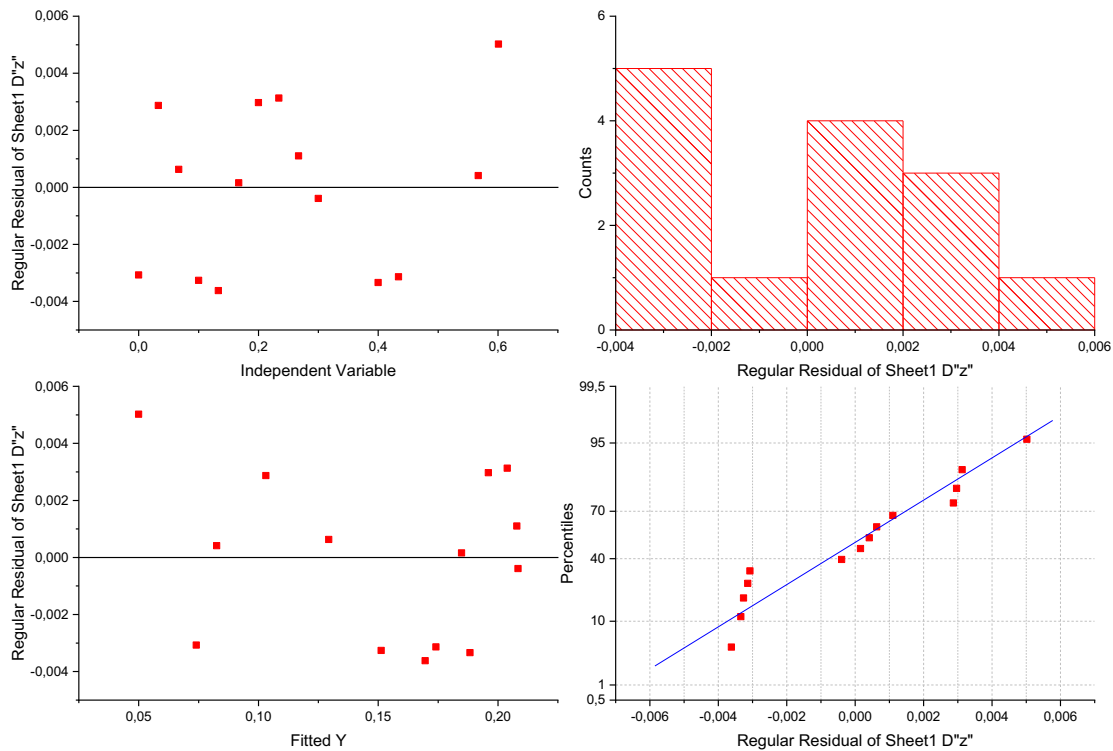 0,006
0,004
0,002
0,000
-0,002
-0,004
Regular Residual of Sheet1 D"z"
0,0 0,2 0,4 0,6
Independent Variable
6
4
2
0
Counts
-0,004 -0,002 0,000 0,002 0,004 0,006
Regular Residual of Sheet1 D"z"
0,006
0,004
0,002
0,000
-0,002
-0,004
Regular Residual of Sheet1 D"z"
0,05 0,10 0,15 0,20
Fitted Y
99,5
95
70
40
10
1
0,5
Percentiles
-0,006 -0,004 -0,002 0,000 0,002 0,004 0,006
Regular Residual of Sheet1 D"z"